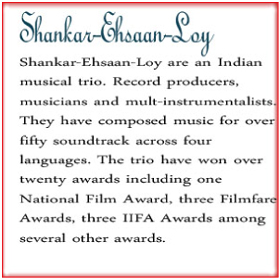 Shankar-Ehsaan-Loy
Shankar-Ehsaan-Loy are an Indian
musical trio. Record producers,
musicians and mult-instrumentalists.
They have composed music for over
fifty soundtrack across four
languages. The trio have won over
twenty awards including one
National Film Award, three Filmfare
Awards, three IIFA Awards among
several other awards.